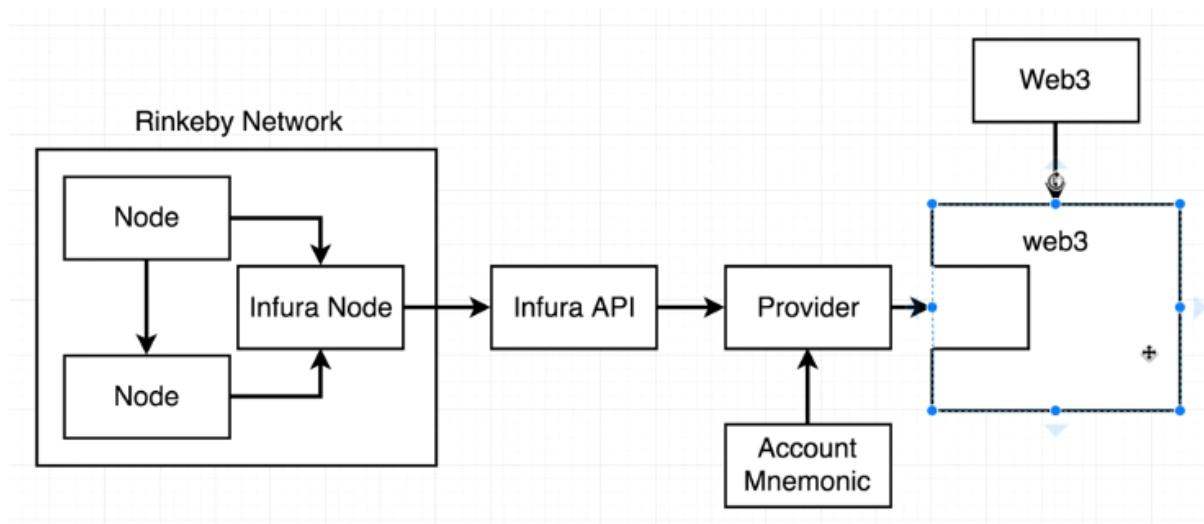 Web3
Rinkeby Network
Node
web3
Infura Node
Infura API
Provider
Node
Account
Mnemonic